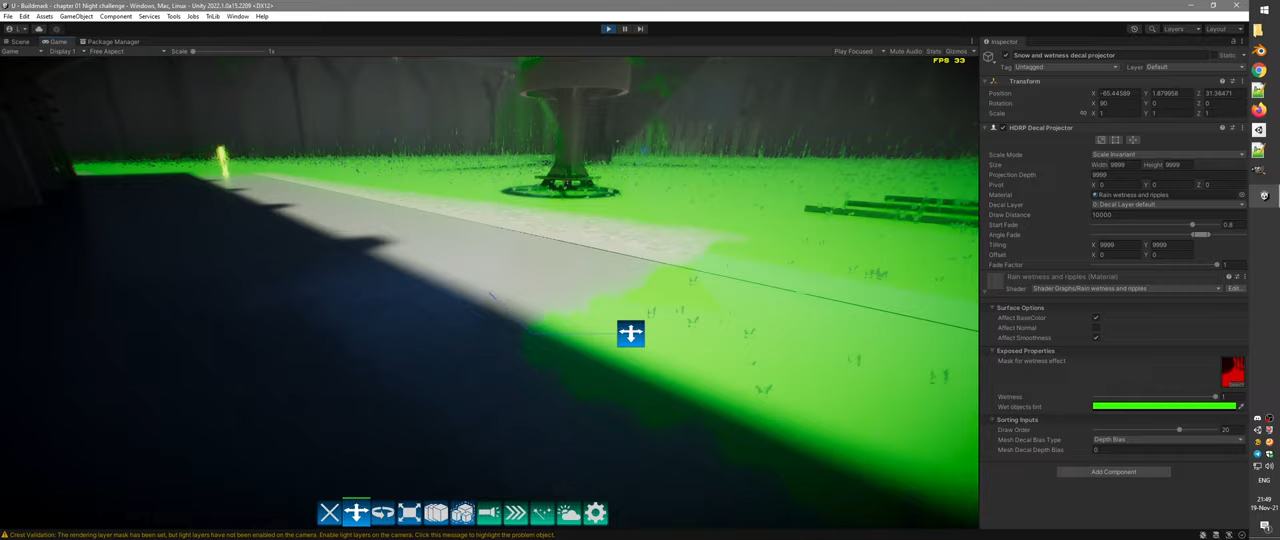 U - Buildmark - chapter 01 Night challenge - Windows, Mac, Linux - Unity 2022.1.0a15.2209 <DX12>
File Edit Assets GameObject Component Services Tools Jobs TriLib Window Help
Layers Layout
Scene Game Package Manager
Game Display 1 Free Aspect Scale 1x Play Focused Mute Audio Stats Gizmos
FPS 33
Inspector
Snow and wetness decal projector Static
Tag Untagged Layer Default
Transform
Position X -65.44589 Y 1.879958 Z 31.36471
Rotation X 90 Y 0 Z 0
Scale X 1 Y 1 Z 1
HDRP Decal Projector
Scale Mode Scale Invariant
Size Width 9999 Height 9999
Projection Depth 9999
Pivot X 0 Y 0 Z 0
Material Rain wetness and ripples
Decal Layer 0: Decal Layer default
Draw Distance 10000
Start Fade 0.8
Angle Fade
Tilling X 9999 Y 9999
Offset X 0 Y 0
Fade Factor 1
Rain wetness and ripples (Material)
Shader Shader Graphs/Rain wetness and ripples Edit...
Surface Options
Affect BaseColor
Affect Normal
Affect Smoothness
Exposed Properties
Mask for wetness effect
Select
Wetness 1
Wet objects tint
Sorting Inputs
Draw Order 20
Mesh Decal Bias Type Depth Bias
Mesh Decal Depth Bias 0
Add Component
ENG
21:49
19-Nov-21
Crest Validation: The rendering layer mask has been set, but light layers have not been enabled on the camera. Enable light layers on the camera. Click this message to highlight the problem object.